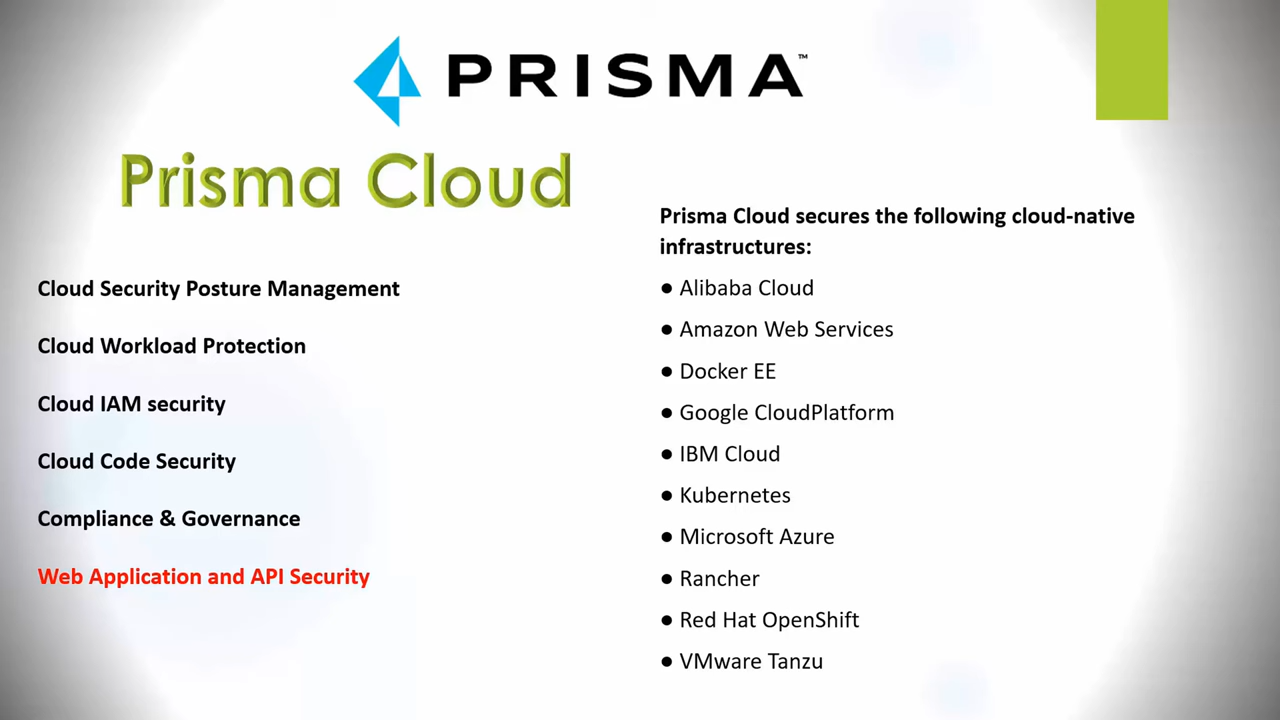 PRISMA™
Prisma Cloud
Cloud Security Posture Management
Cloud Workload Protection
Cloud IAM security
Cloud Code Security
Compliance & Governance
Web Application and API Security
Prisma Cloud secures the following cloud-native
infrastructures:
● Alibaba Cloud
● Amazon Web Services
● Docker EE
● Google CloudPlatform
● IBM Cloud
● Kubernetes
● Microsoft Azure
● Rancher
● Red Hat OpenShift
● VMware Tanzu